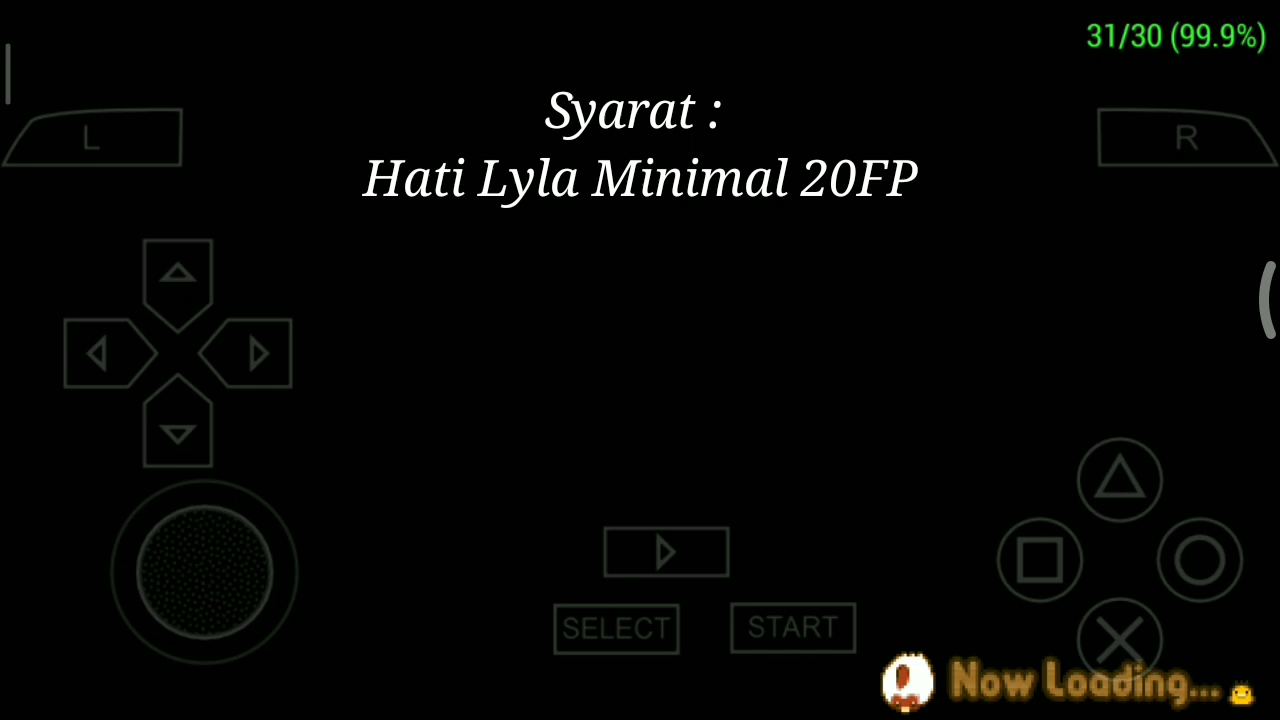 31/30 (99.9%)
Syarat :
Hati Lyla Minimal 20FP
L
R
SELECT
START
Now Loading...